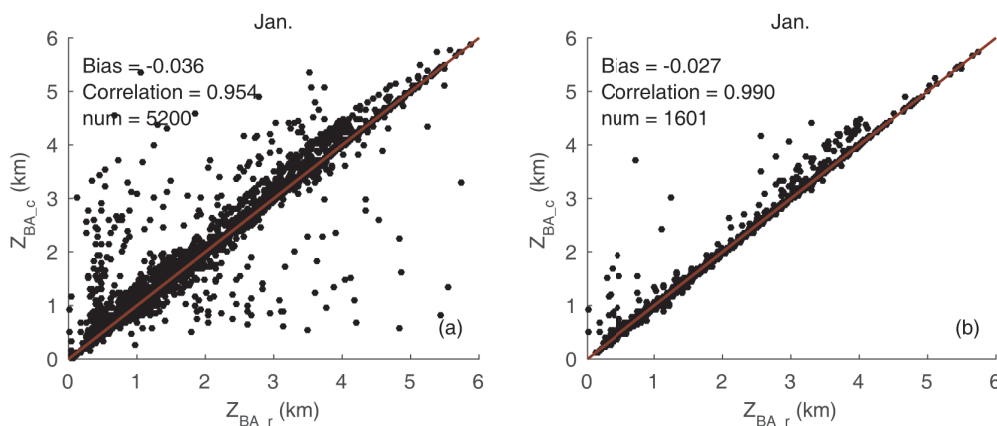 Jan.
6
5
4
3
2
1
0
Z_BA_c (km)
Bias = -0.036
Correlation = 0.954
num = 5200
(a)
0 1 2 3 4 5 6
Z_BA_r (km)
Jan.
6
5
4
3
2
1
0
Z_BA_c (km)
Bias = -0.027
Correlation = 0.990
num = 1601
(b)
0 1 2 3 4 5 6
Z_BA_r (km)